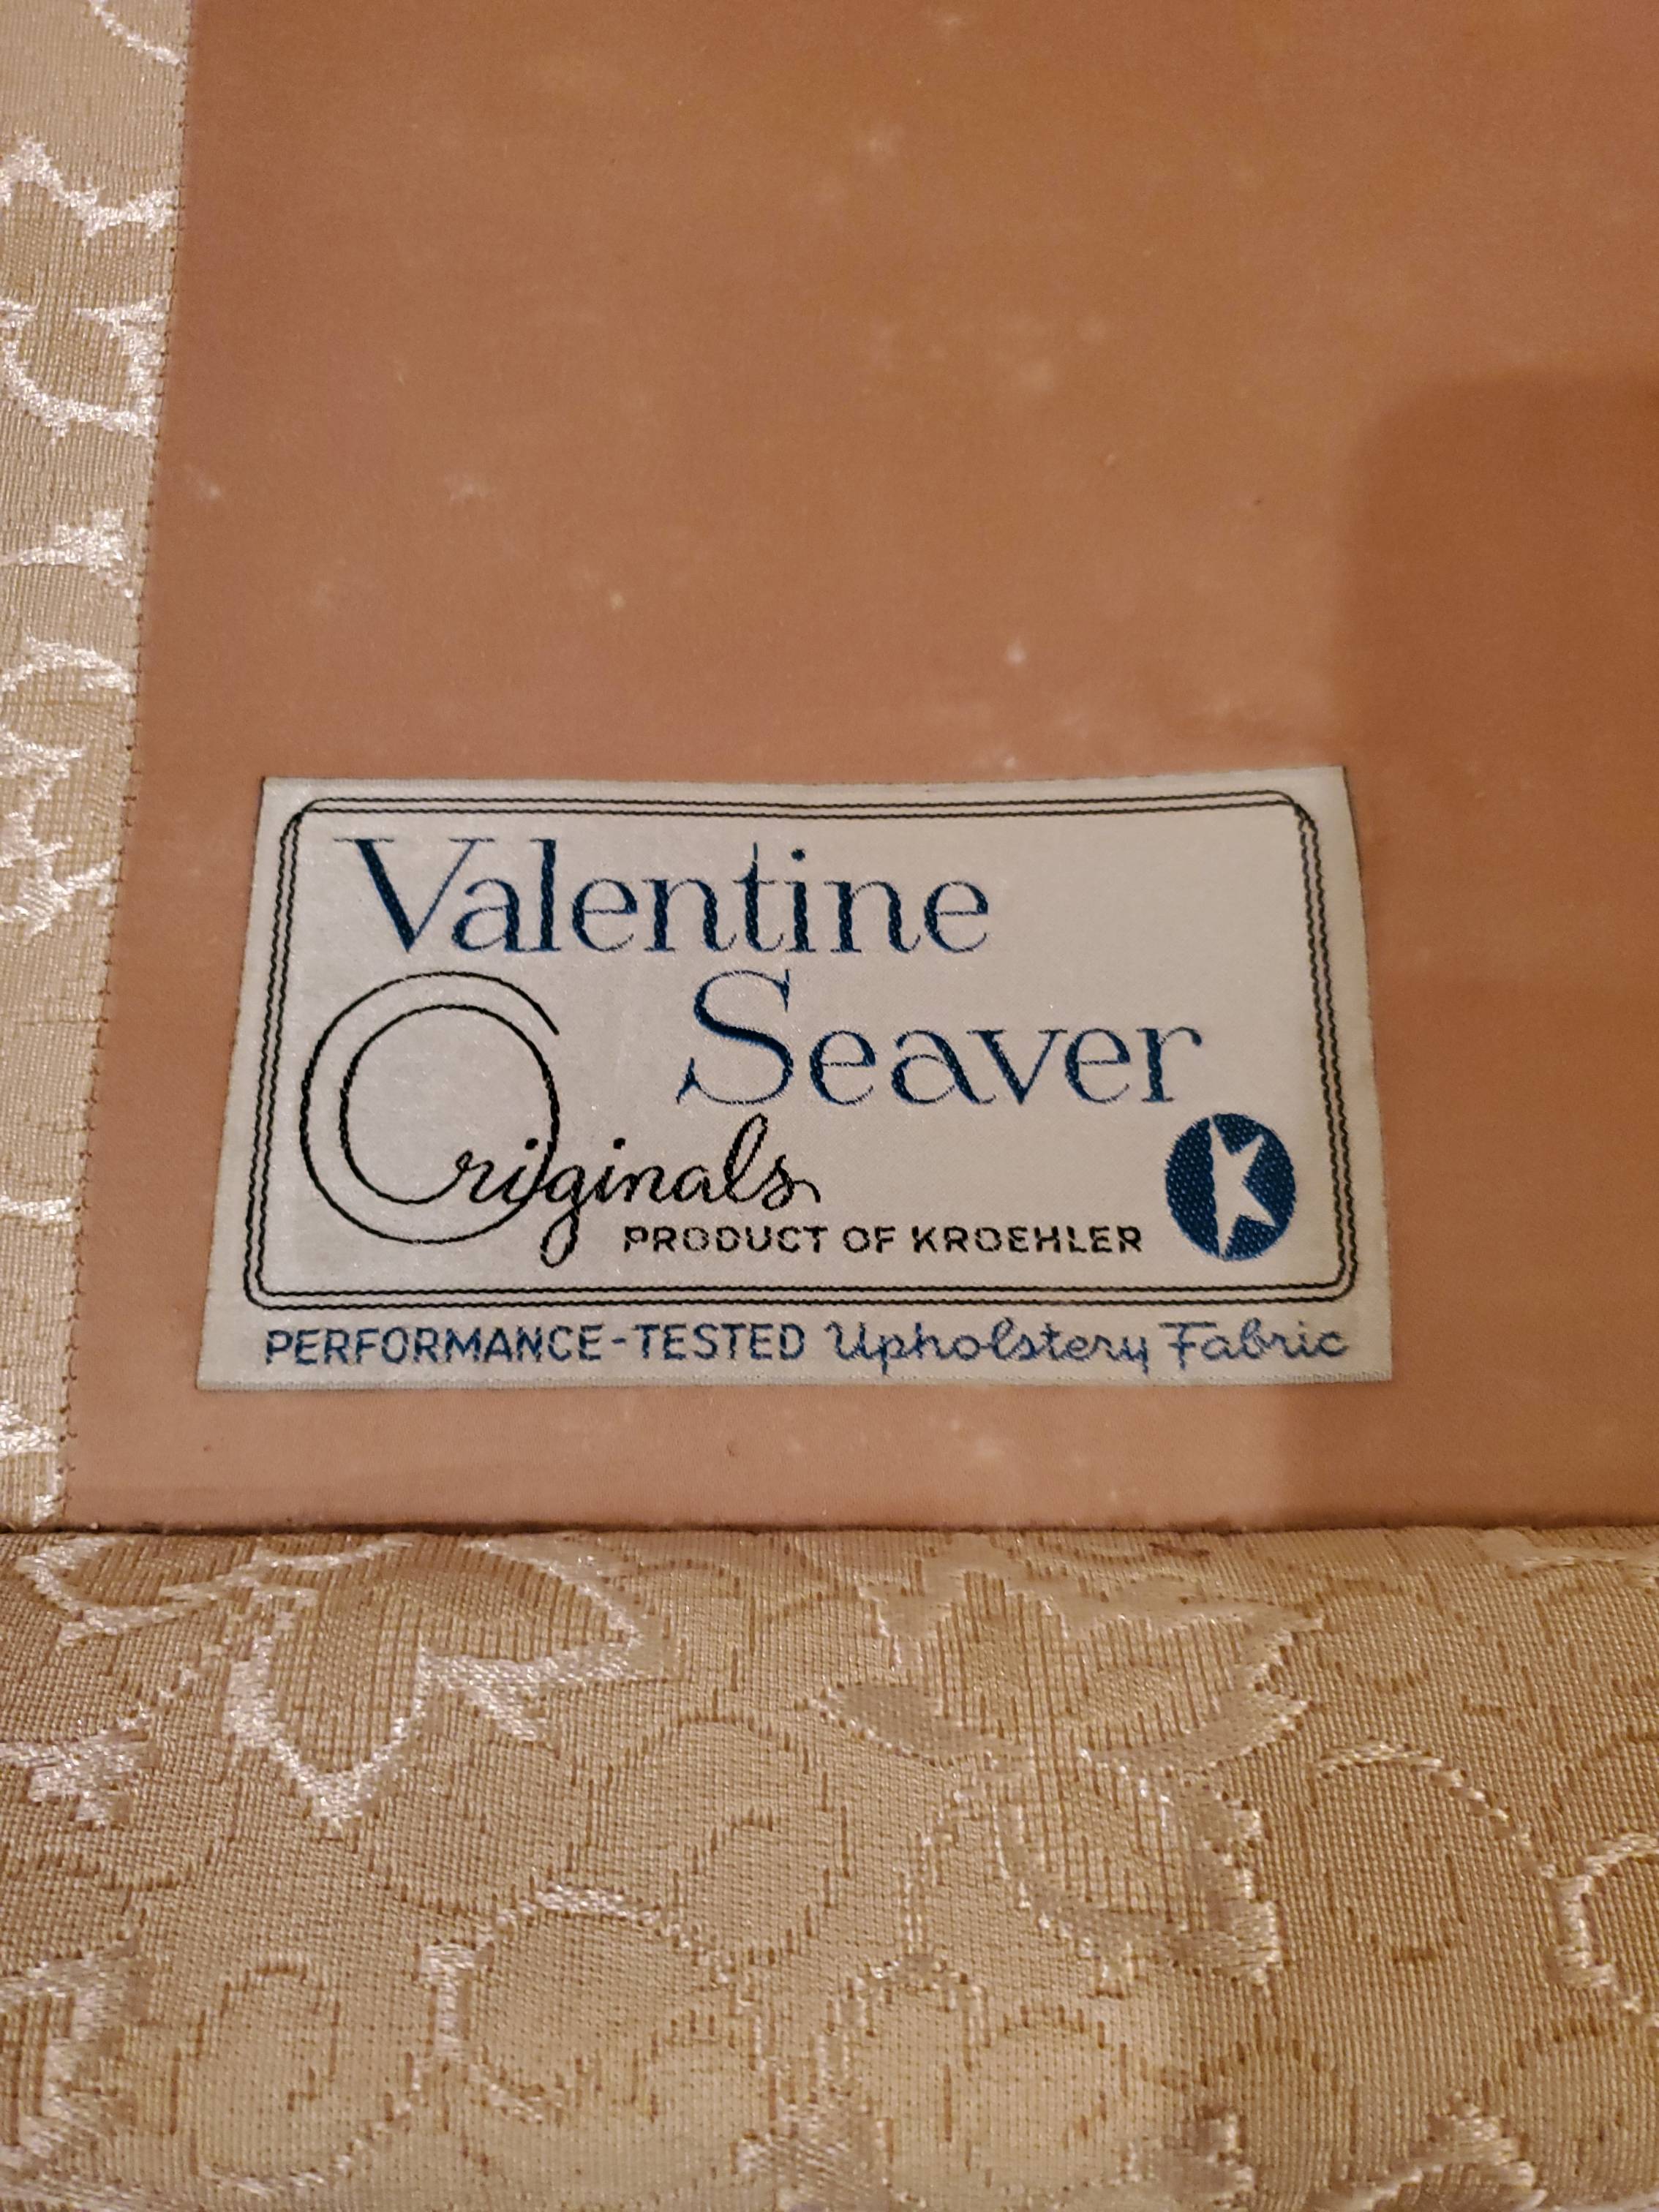 Valentine
Seaver
Originals
PRODUCT OF KROEHLER
K
PERFORMANCE-TESTED Upholstery Fabric